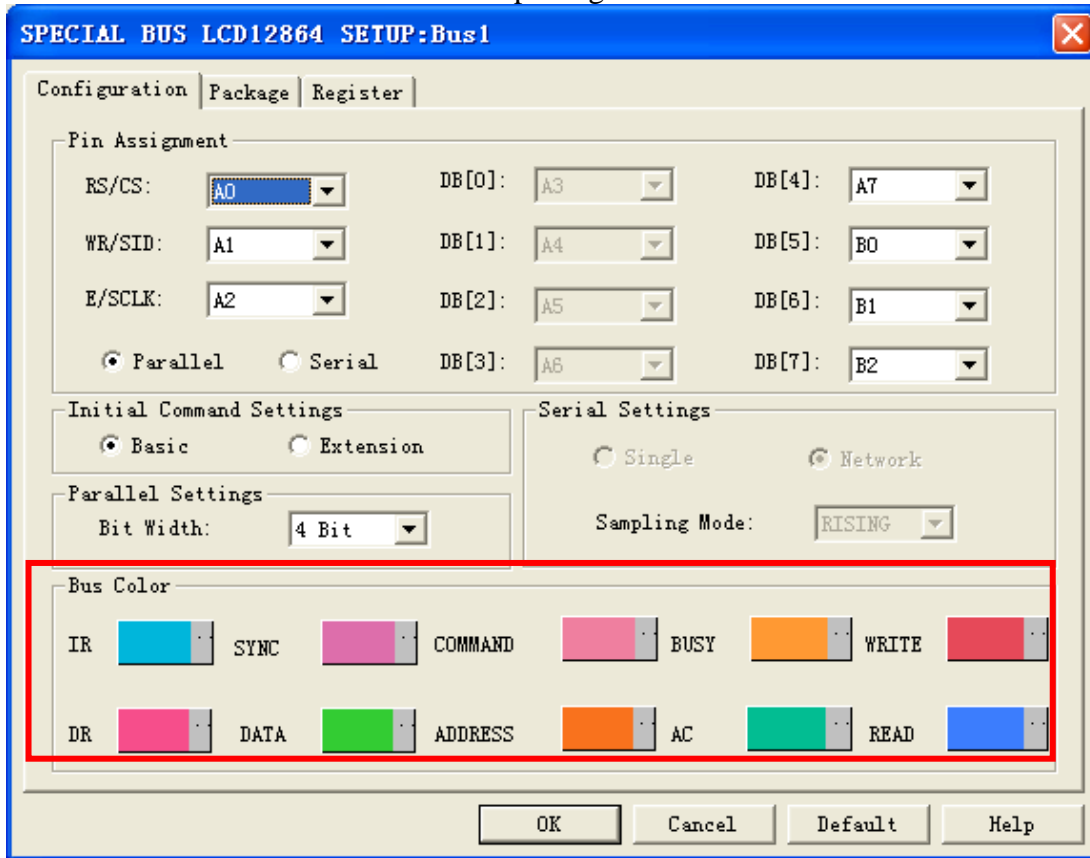 SPECIAL BUS LCD12864 SETUP:Bus1
Configuration Package Register
Pin Assignment
RS/CS: A0 DB[0]: A3 DB[4]: A7
WR/SID: A1 DB[1]: A4 DB[5]: B0
E/SCLK: A2 DB[2]: A5 DB[6]: B1
Parallel Serial DB[3]: A6 DB[7]: B2
Initial Command Settings Serial Settings
Basic Extension Single Network
Parallel Settings
Bit Width: 4 Bit Sampling Mode: RISING
Bus Color
IR SYNC COMMAND BUSY WRITE
DR DATA ADDRESS AC READ
OK Cancel Default Help